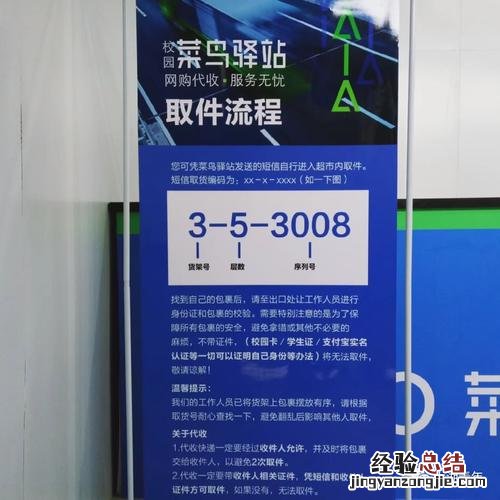 校园 菜鸟驿站
网购代收·服务无忧
取件流程
您可凭菜鸟驿站发送的短信自行进入超市内取件。
短信取货编码为：xx-x-xxxx（如一下图）
3-5-3008
货架号 层数 序列号
找到自己的包裹后，请至出口处让工作人员进行
身份证和包裹的校验。需要特别注意的是为了保
障所有包裹的安全，避免拿错或其他不必要的
麻烦，不带证件，（校园卡/学生证/支付宝实名
认证等一切可以证明自己身份等办法）将无法取件，
敬请谅解！
温馨提示：
我们的工作人员已将货架上包裹摆放有序，请根据
取货号耐心查找一下，避免翻乱后影响其他人取件，
关于代收
1.代收快递一定要经过收件人允许，并及时将包裹
交给收件人，以避免2次取件。
2.代收一定要带收件人相关证件，凭短信和收
证件方可取件，如果没有，无法取件。
菜
经验总结
jingyanzongjie.com